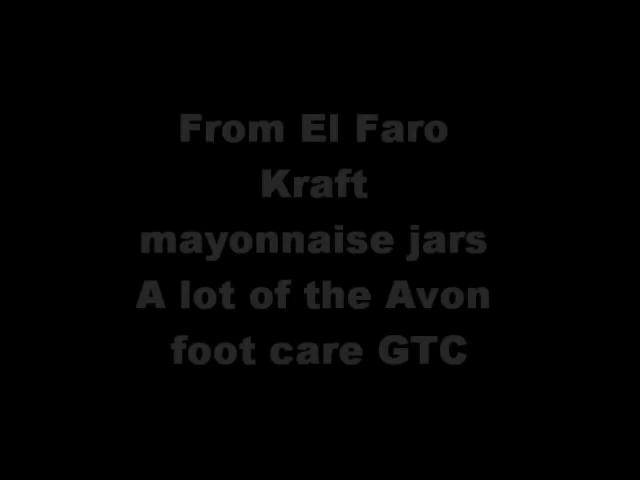 From El Faro
Kraft
mayonnaise jars
A lot of the Avon
foot care GTC